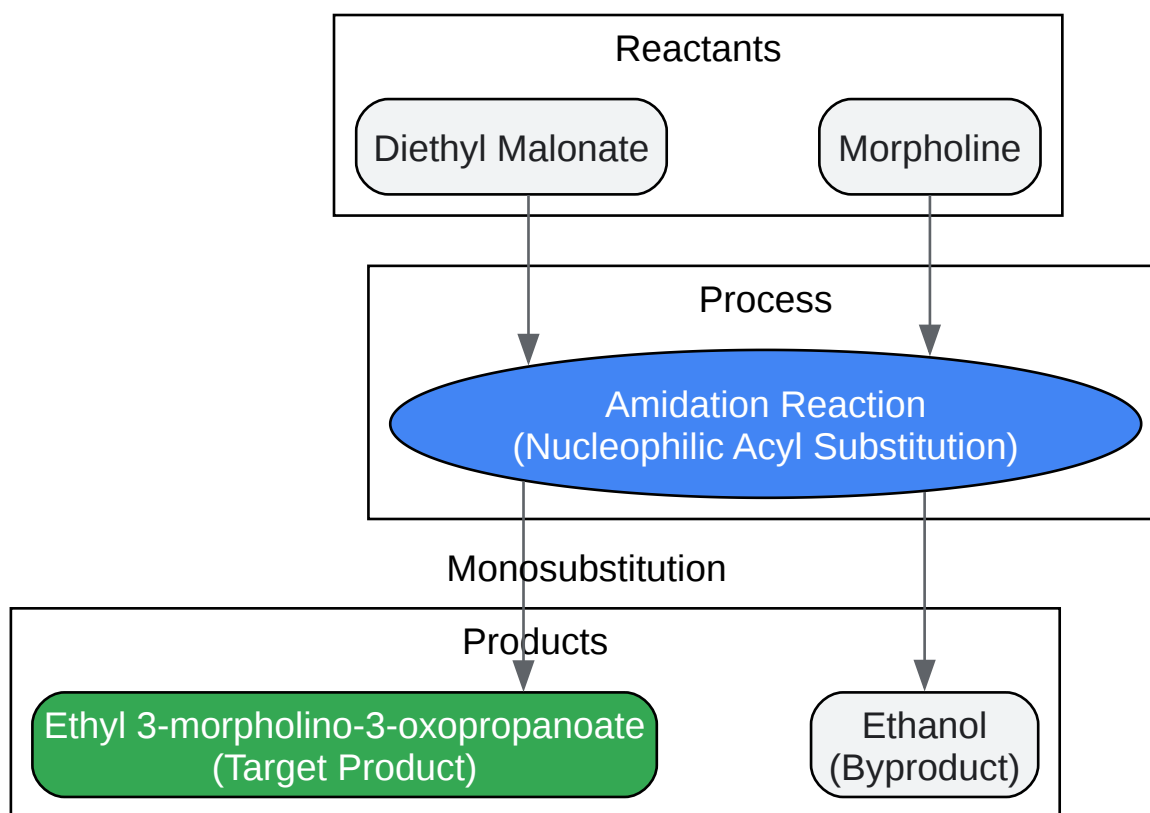 Reactants
Diethyl Malonate
Morpholine
Process
Amidation Reaction
(Nucleophilic Acyl Substitution)
Monosubstitution
Products
Ethyl 3-morpholino-3-oxopropanoate
(Target Product)
Ethanol
(Byproduct)